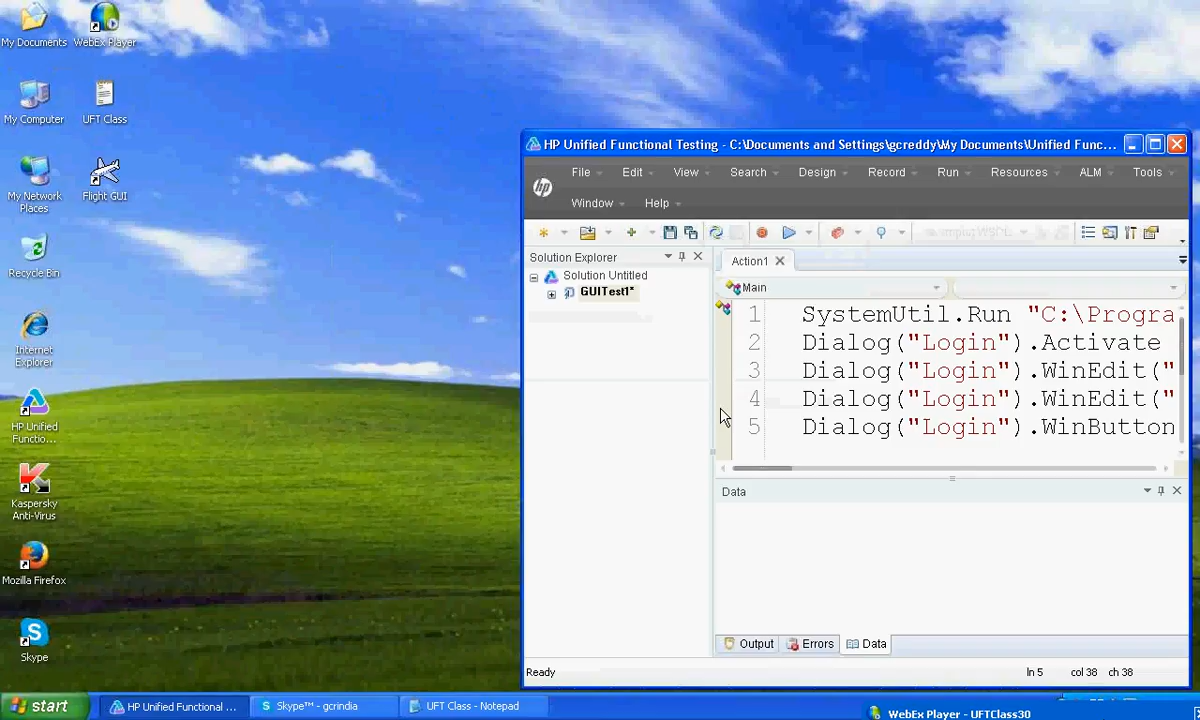 My Documents
WebEx Player
My Computer
UFT Class
My Network
Places
Flight GUI
Recycle Bin
Internet
Explorer
HP Unified
Functio...
Kaspersky
Anti-Virus
Mozilla Firefox
Skype
HP Unified Functional Testing - C:\Documents and Settings\gcreddy\My Documents\Unified Func...
hp
File Edit View Search Design Record Run Resources ALM Tools
Window Help
Solution Explorer
Solution Untitled
GUITest1*
Action1
Main
1 SystemUtil.Run "C:\Progra
2 Dialog("Login").Activate
3 Dialog("Login").WinEdit("
4 Dialog("Login").WinEdit("
5 Dialog("Login").WinButton
Data
Output Errors Data
Ready ln 5 col 38 ch 38
start HP Unified Functional ... Skype™ - gcrindia UFT Class - Notepad
WebEx Player - UFTClass30